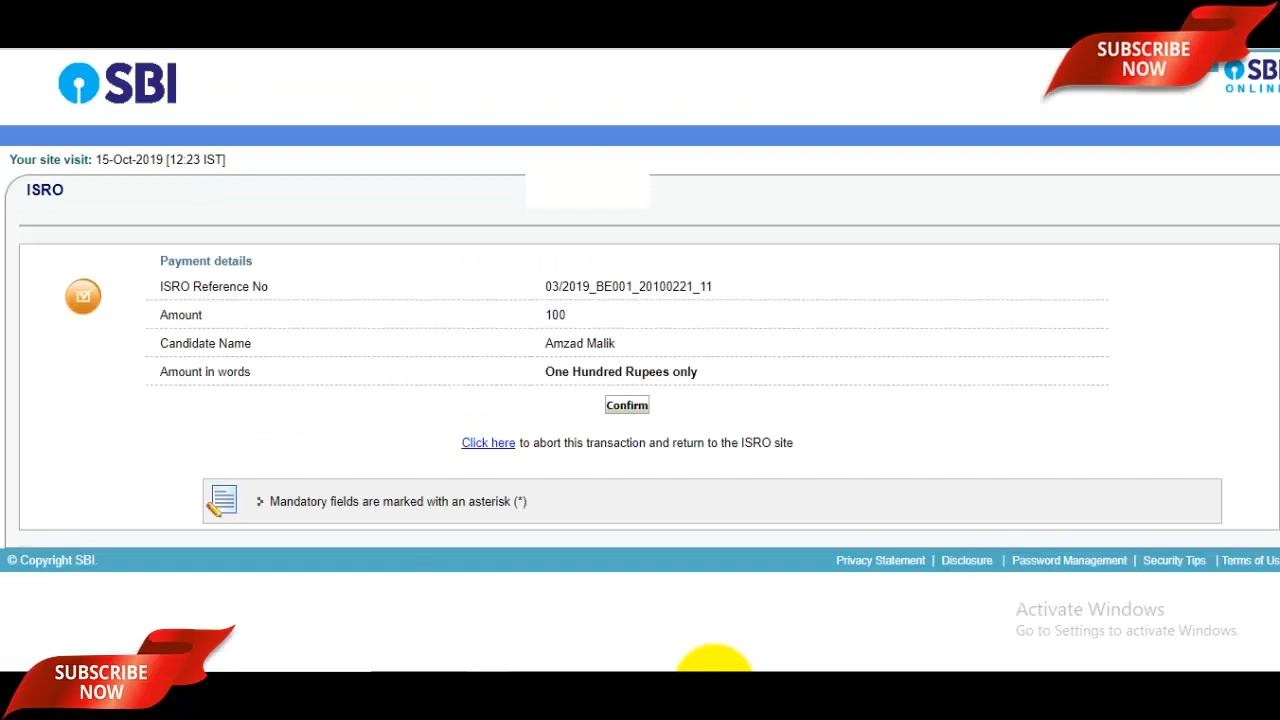 SUBSCRIBE
NOW
SBI
SBI
ONLINE
Your site visit: 15-Oct-2019 [12:23 IST]
ISRO
Payment details
ISRO Reference No 03/2019_BE001_20100221_11
Amount 100
Candidate Name Amzad Malik
Amount in words One Hundred Rupees only
Confirm
Click here to abort this transaction and return to the ISRO site
Mandatory fields are marked with an asterisk (*)
© Copyright SBI. Privacy Statement | Disclosure | Password Management | Security Tips | Terms of Us
Activate Windows
Go to Settings to activate Windows.
SUBSCRIBE
NOW